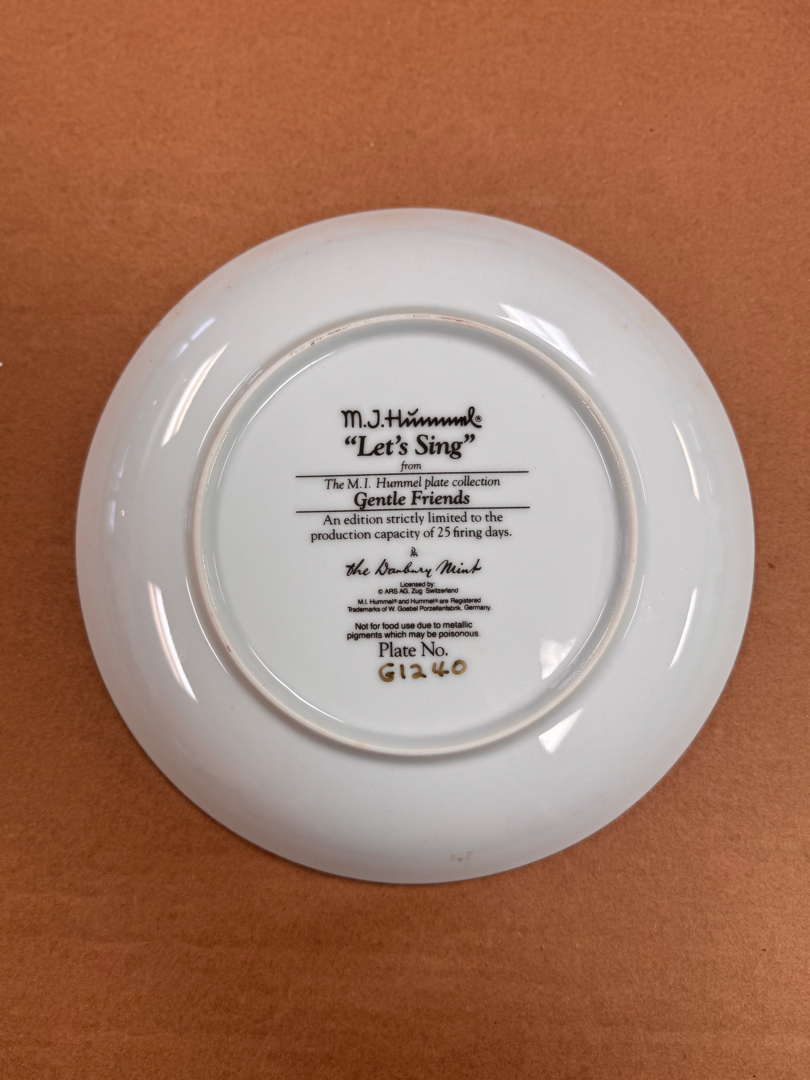 M.J.Hummel®
“Let’s Sing”
from
The M.I. Hummel plate collection
Gentle Friends
An edition strictly limited to the
production capacity of 25 firing days.
the Danbury Mint
Licensed by:
© ARS AG, Zug Switzerland
M.I. Hummel® and Hummel® are Registered
Trademarks of W. Goebel Porzellanfabrik, Germany.
Not for food use due to metallic
pigments which may be poisonous
Plate No.
G1240